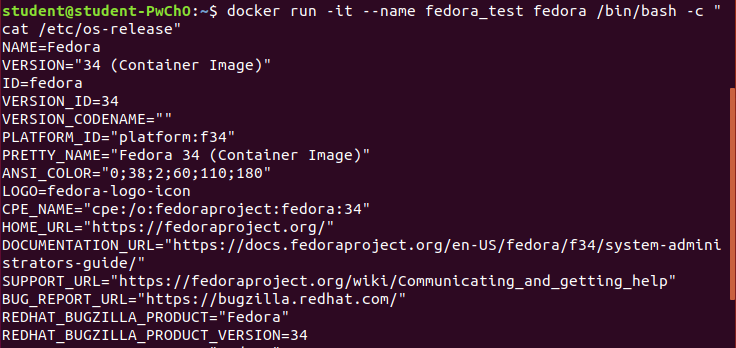 student@student-PwChO:~$ docker run -it --name fedora_test fedora /bin/bash -c "
cat /etc/os-release"
NAME=Fedora
VERSION="34 (Container Image)"
ID=fedora
VERSION_ID=34
VERSION_CODENAME=""
PLATFORM_ID="platform:f34"
PRETTY_NAME="Fedora 34 (Container Image)"
ANSI_COLOR="0;38;2;60;110;180"
LOGO=fedora-logo-icon
CPE_NAME="cpe:/o:fedoraproject:fedora:34"
HOME_URL="https://fedoraproject.org/"
DOCUMENTATION_URL="https://docs.fedoraproject.org/en-US/fedora/f34/system-admini
strators-guide/"
SUPPORT_URL="https://fedoraproject.org/wiki/Communicating_and_getting_help"
BUG_REPORT_URL="https://bugzilla.redhat.com/"
REDHAT_BUGZILLA_PRODUCT="Fedora"
REDHAT_BUGZILLA_PRODUCT_VERSION=34